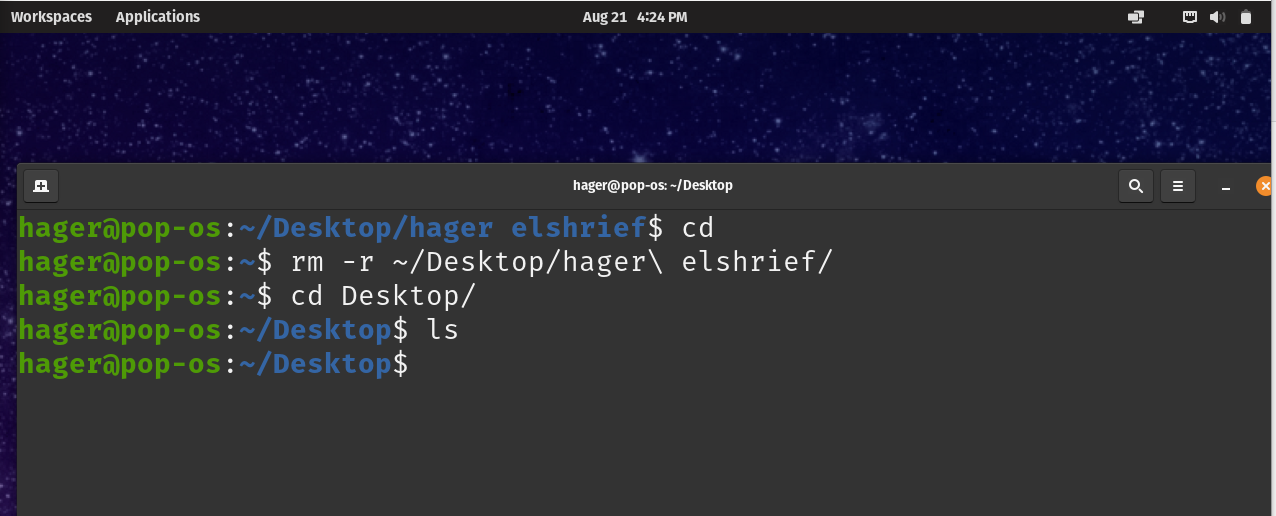 Workspaces Applications Aug 21 4:24 PM
hager@pop-os: ~/Desktop
hager@pop-os:~/Desktop/hager elshrief$ cd
hager@pop-os:~$ rm -r ~/Desktop/hager\ elshrief/
hager@pop-os:~$ cd Desktop/
hager@pop-os:~/Desktop$ ls
hager@pop-os:~/Desktop$